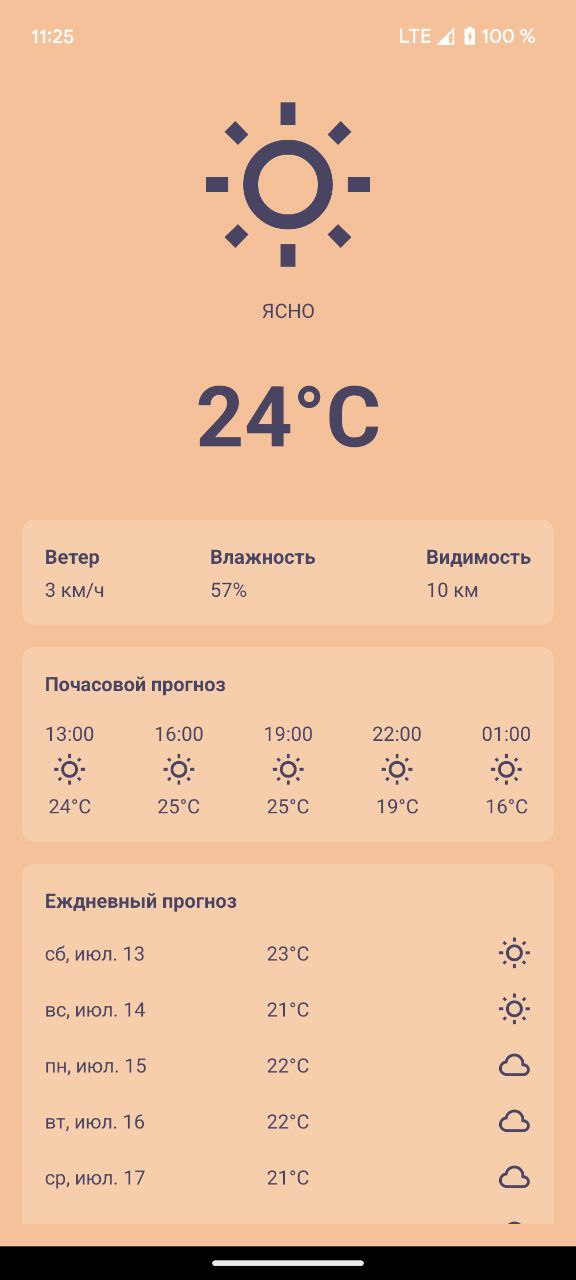 11:25 LTE 100 %
ЯСНО
24°C
Ветер Влажность Видимость
3 км/ч 57% 10 км
Почасовой прогноз
13:00 16:00 19:00 22:00 01:00
24°C 25°C 25°C 19°C 16°C
Еждневный прогноз
сб, июл. 13 23°C
вс, июл. 14 21°C
пн, июл. 15 22°C
вт, июл. 16 22°C
ср, июл. 17 21°C